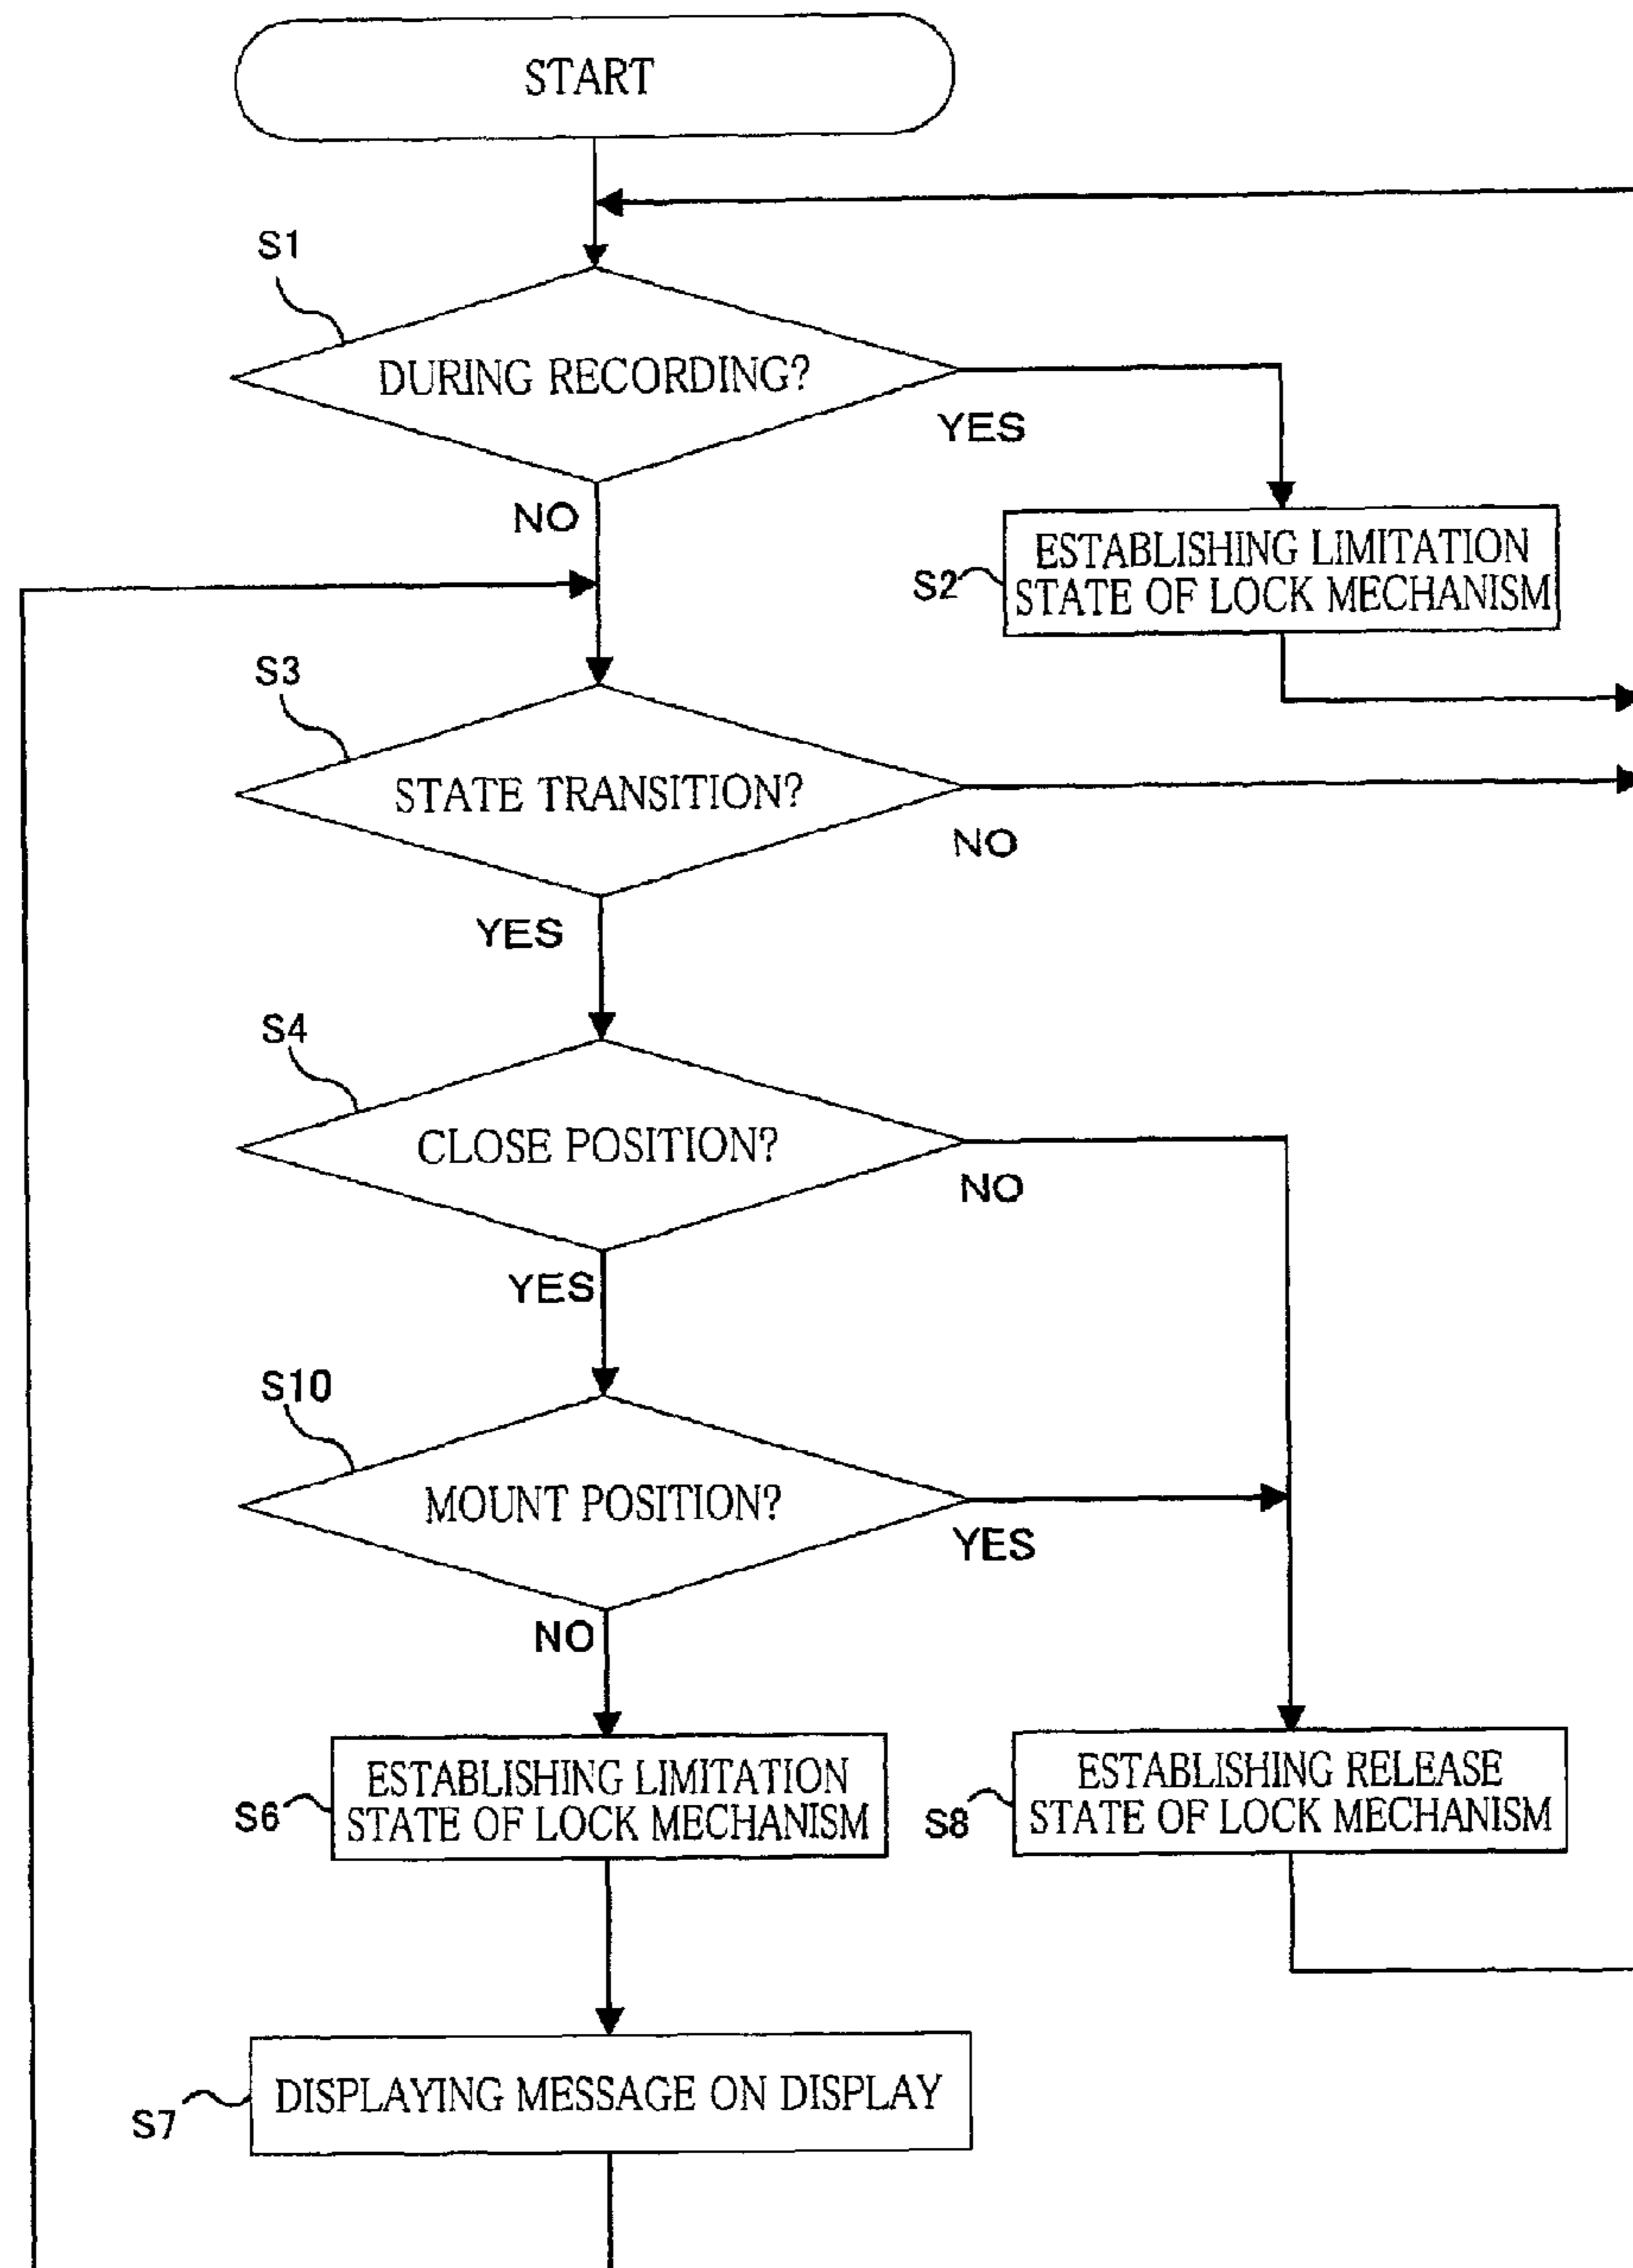 START
S1
DURING RECORDING?
YES
NO
S2
ESTABLISHING LIMITATION
STATE OF LOCK MECHANISM
S3
STATE TRANSITION?
NO
YES
S4
CLOSE POSITION?
NO
YES
S10
MOUNT POSITION?
YES
NO
S6
ESTABLISHING LIMITATION
STATE OF LOCK MECHANISM
S8
ESTABLISHING RELEASE
STATE OF LOCK MECHANISM
S7
DISPLAYING MESSAGE ON DISPLAY